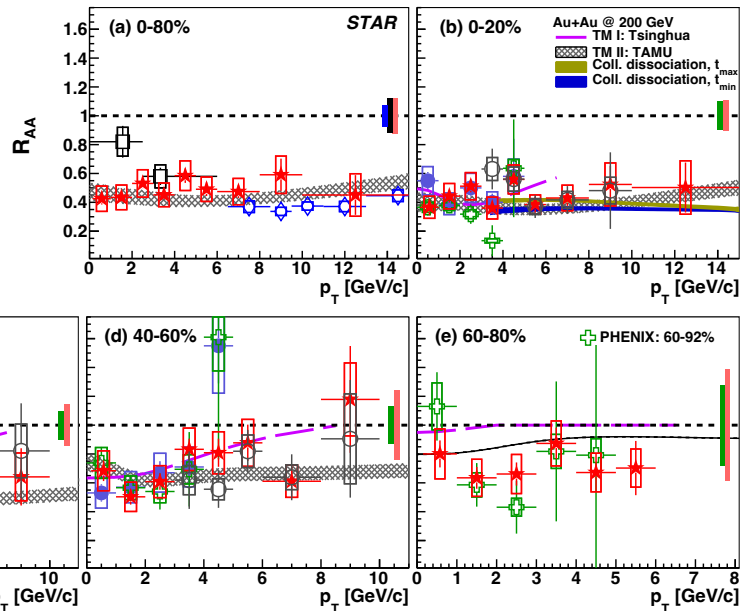 (a) 0-80% STAR
(b) 0-20% Au+Au @ 200 GeV
TM I: Tsinghua
TM II: TAMU
Coll. dissociation, t_max
Coll. dissociation, t_min
R_AA
1.6
1.4
1.2
1
0.8
0.6
0.4
0.2
0 2 4 6 8 10 12 14
0 2 4 6 8 10 12 14
p_T [GeV/c]
p_T [GeV/c]
(d) 40-60%
(e) 60-80% PHENIX: 60-92%
10 0 2 4 6 8 10 0 1 2 3 4 5 6 7 8
[GeV/c]
p_T [GeV/c]
p_T [GeV/c]